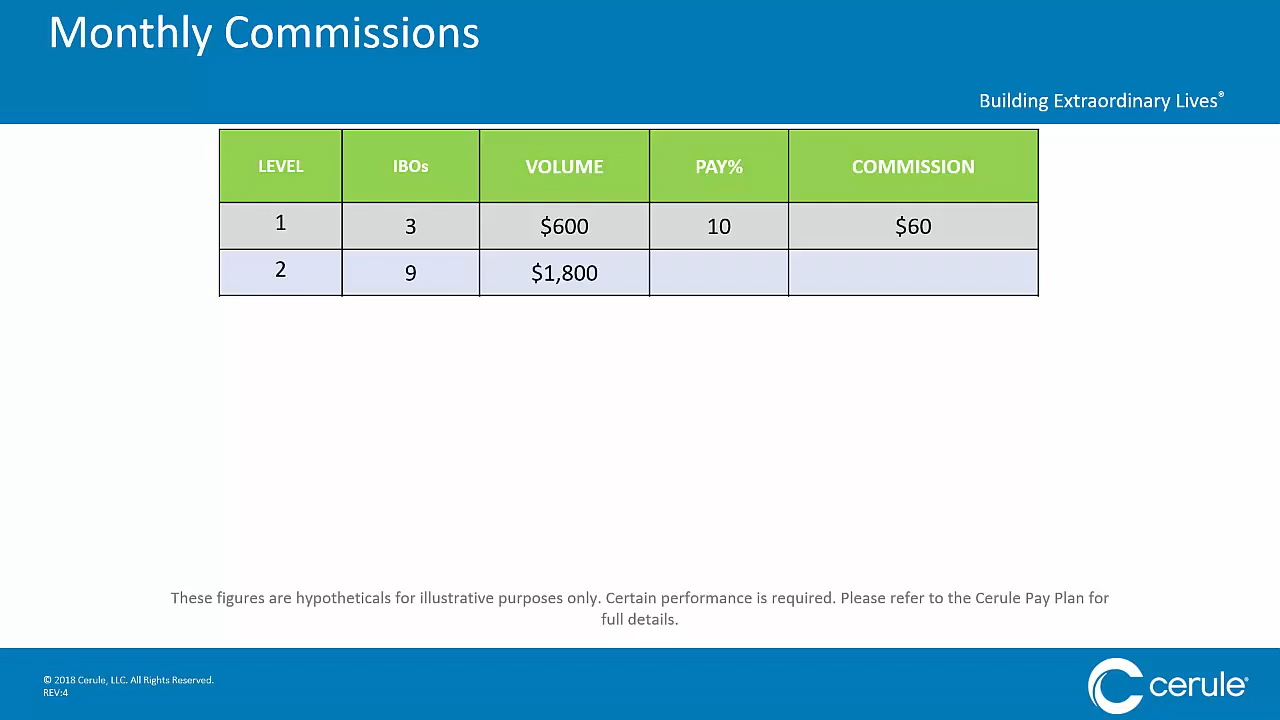 Monthly Commissions
Building Extraordinary Lives®
LEVEL IBOs VOLUME PAY% COMMISSION
1 3 $600 10 $60
2 9 $1,800
These figures are hypotheticals for illustrative purposes only. Certain performance is required. Please refer to the Cerule Pay Plan for
full details.
© 2018 Cerule, LLC. All Rights Reserved.
REV:4
cerule®